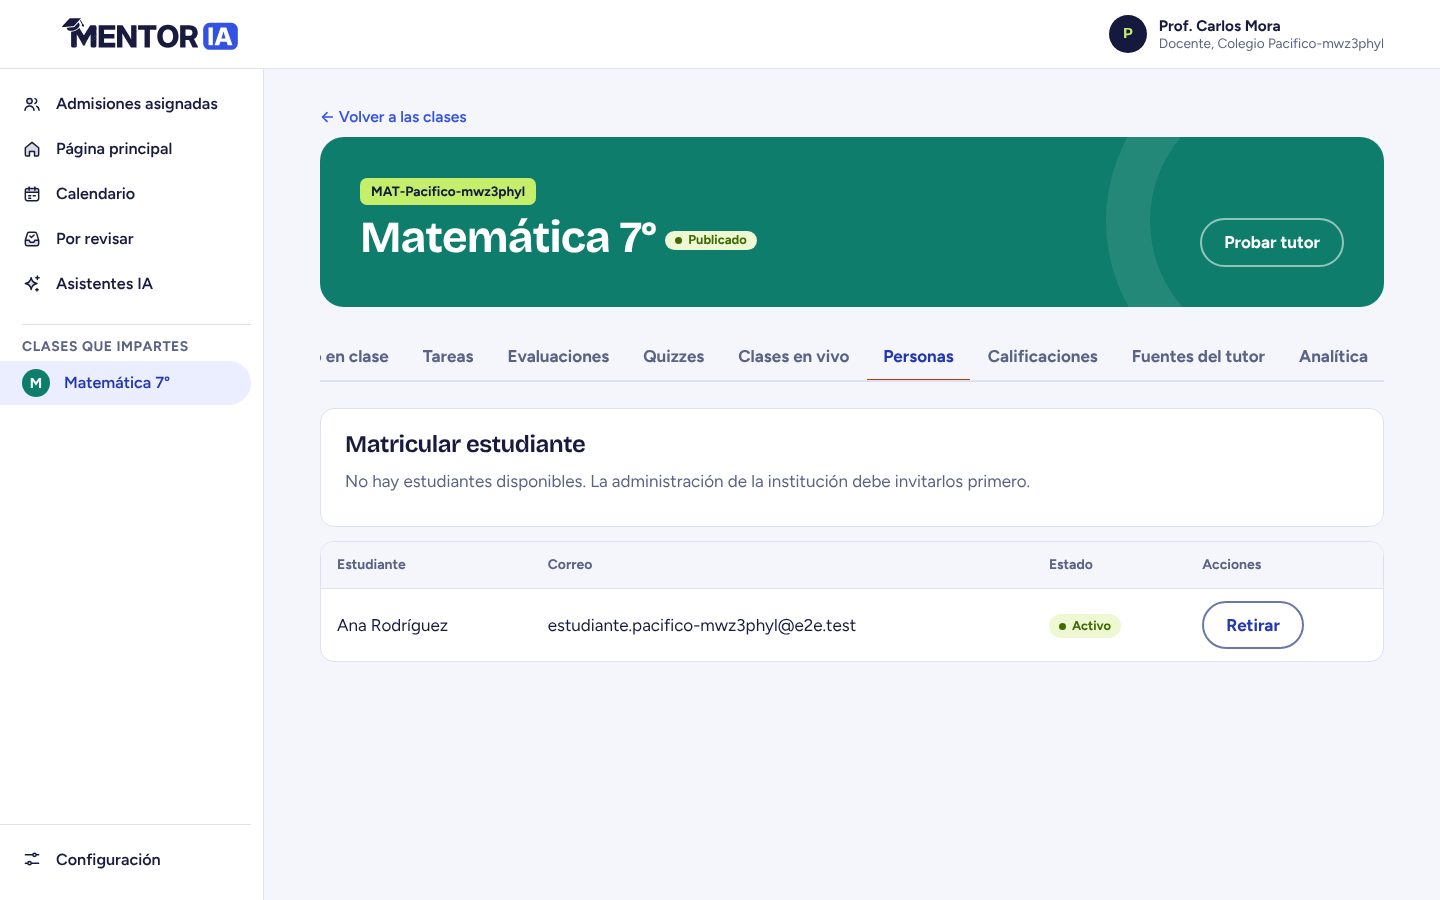 MENTOR IA
P
Prof. Carlos Mora
Docente, Colegio Pacifico-mwz3phyl
Admisiones asignadas
Página principal
Calendario
Por revisar
Asistentes IA
CLASES QUE IMPARTES
M Matemática 7°
Configuración
← Volver a las clases
MAT-Pacifico-mwz3phyl
Matemática 7° Publicado
Probar tutor
en clase Tareas Evaluaciones Quizzes Clases en vivo Personas Calificaciones Fuentes del tutor Analítica
Matricular estudiante
No hay estudiantes disponibles. La administración de la institución debe invitarlos primero.
Estudiante Correo Estado Acciones
Ana Rodríguez estudiante.pacifico-mwz3phyl@e2e.test Activo Retirar